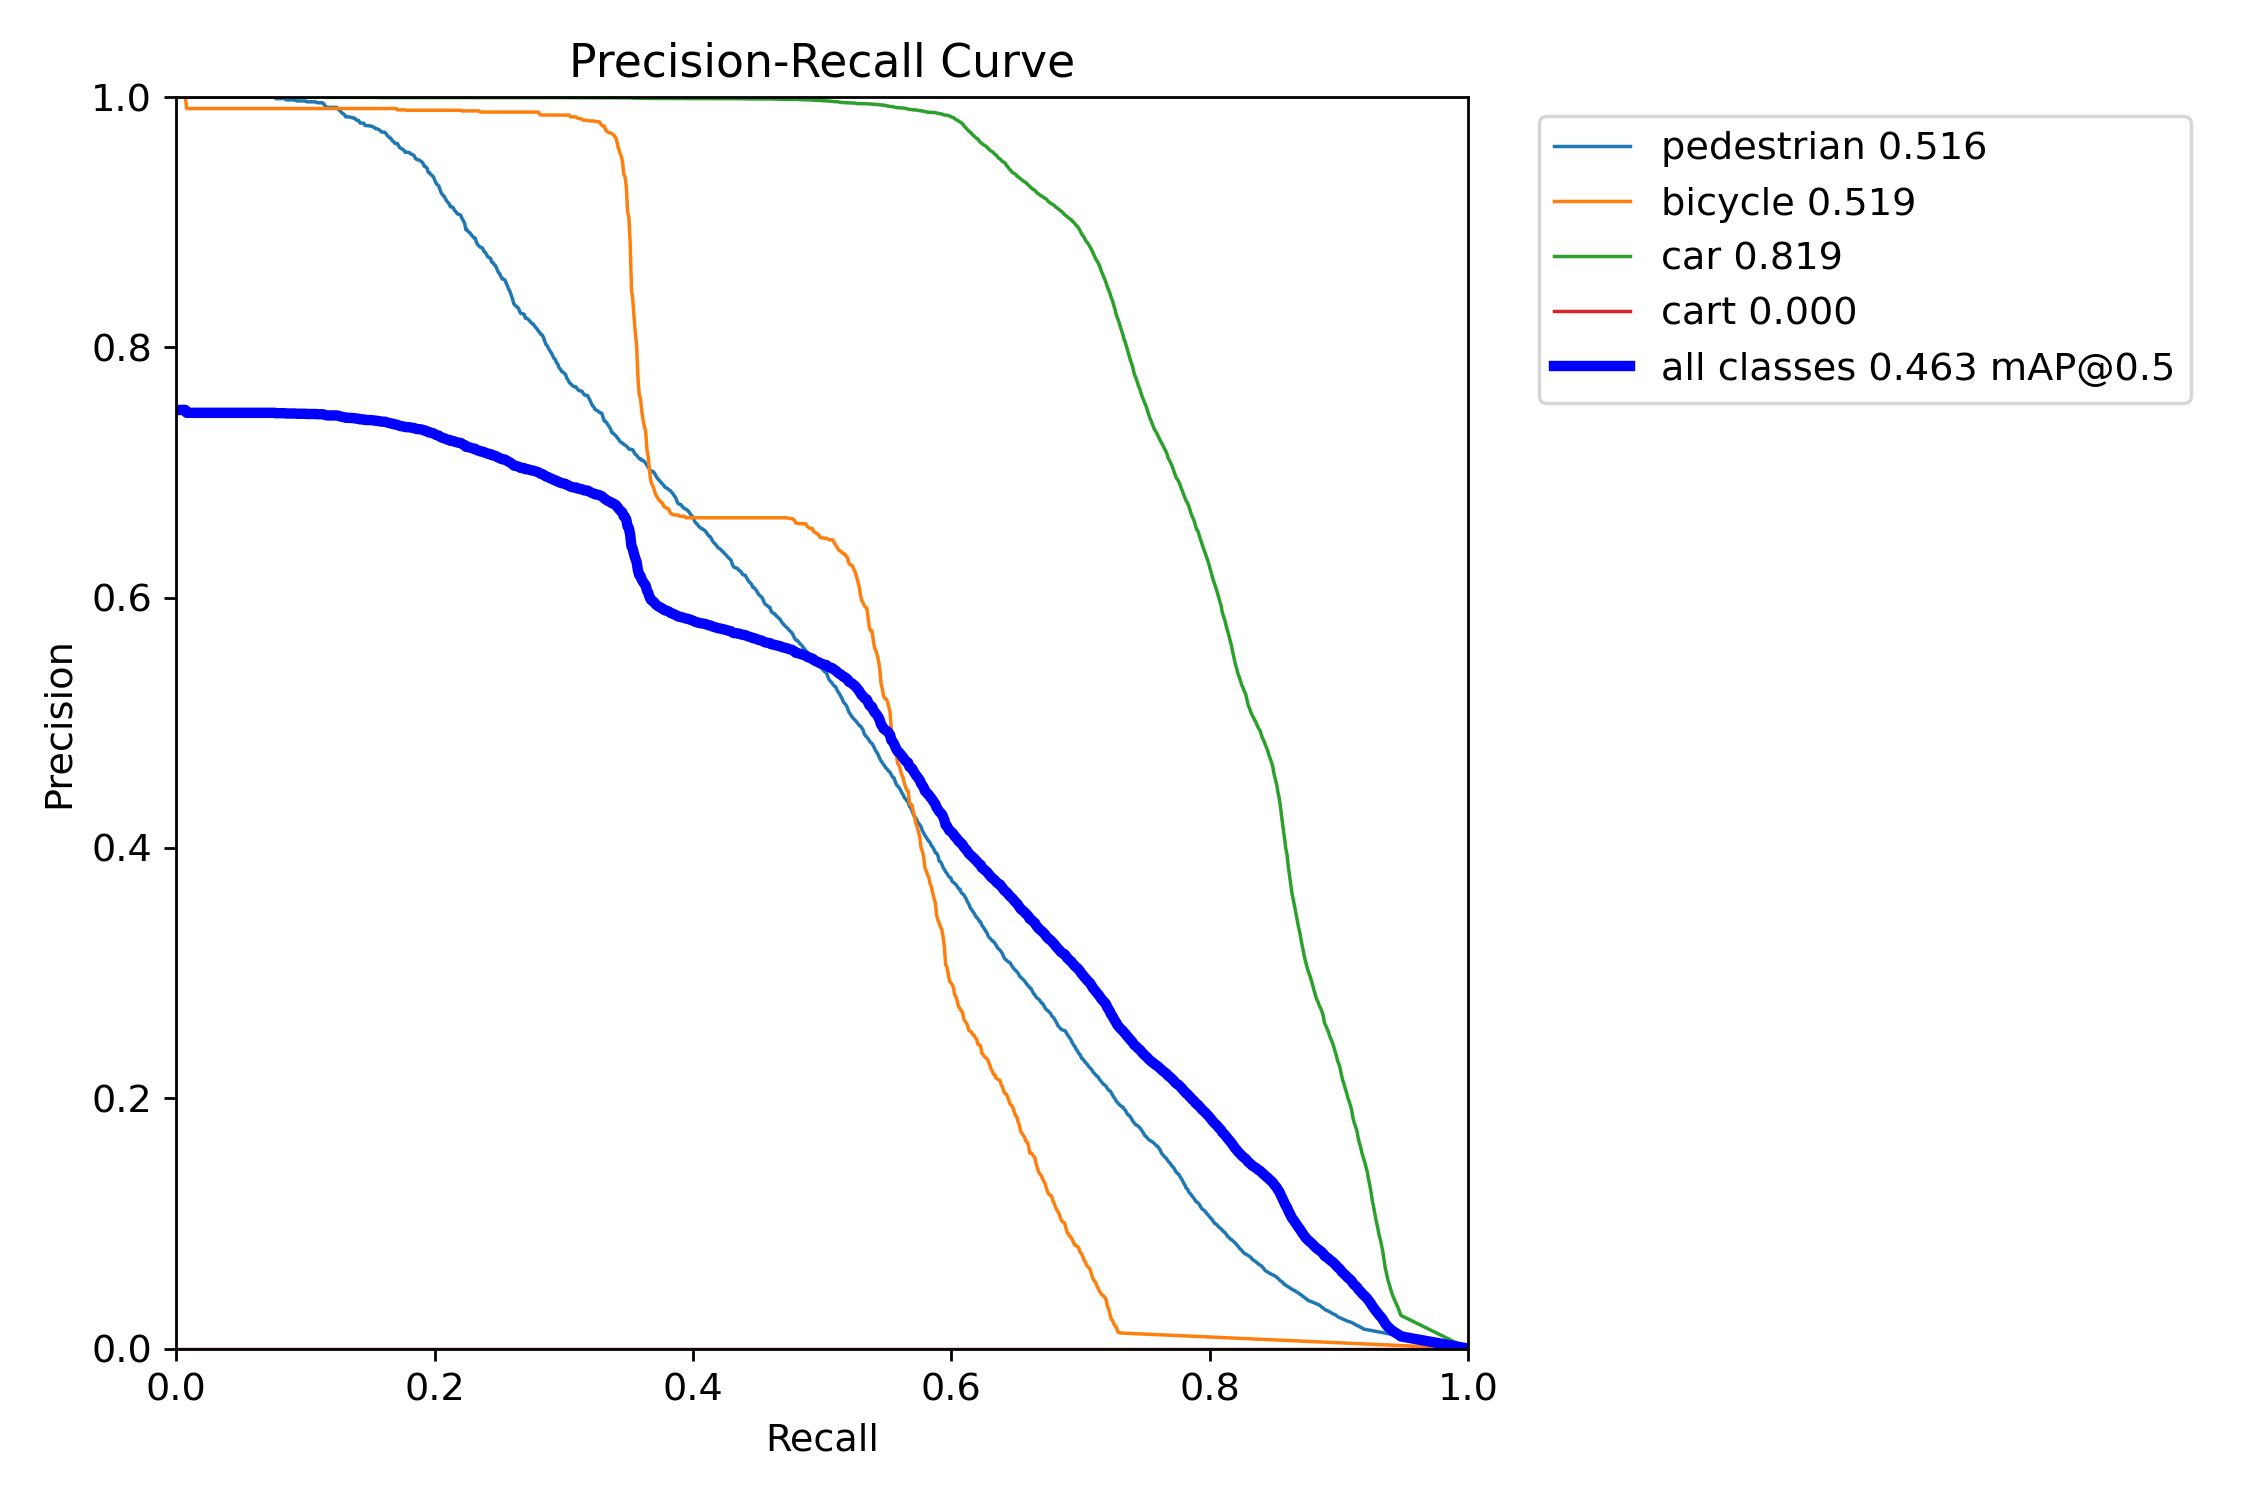 Precision-Recall Curve
1.0
0.8
0.6
0.4
0.2
0.0
Precision
0.0 0.2 0.4 0.6 0.8 1.0
Recall
pedestrian 0.516
bicycle 0.519
car 0.819
cart 0.000
all classes 0.463 mAP@0.5